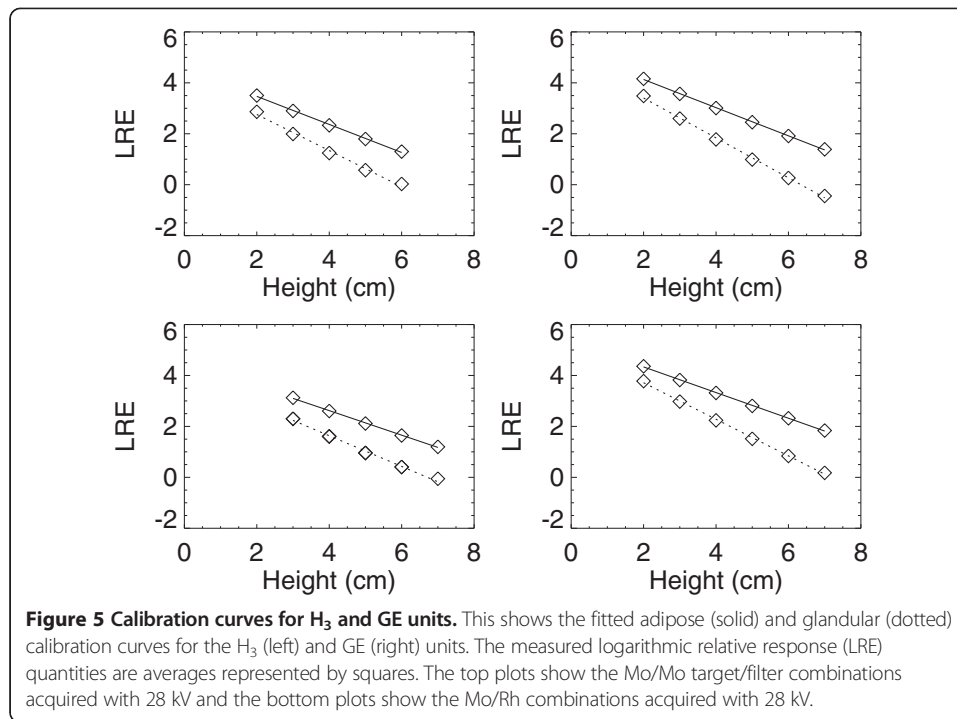 6
4
2
0
-2
LRE
0 2 4 6 8
Height (cm)
6
4
2
0
-2
LRE
0 2 4 6 8
Height (cm)
6
4
2
0
-2
LRE
0 2 4 6 8
Height (cm)
6
4
2
0
-2
LRE
0 2 4 6 8
Height (cm)
Figure 5 Calibration curves for H₃ and GE units. This shows the fitted adipose (solid) and glandular (dotted)
calibration curves for the H₃ (left) and GE (right) units. The measured logarithmic relative response (LRE)
quantities are averages represented by squares. The top plots show the Mo/Mo target/filter combinations
acquired with 28 kV and the bottom plots show the Mo/Rh combinations acquired with 28 kV.